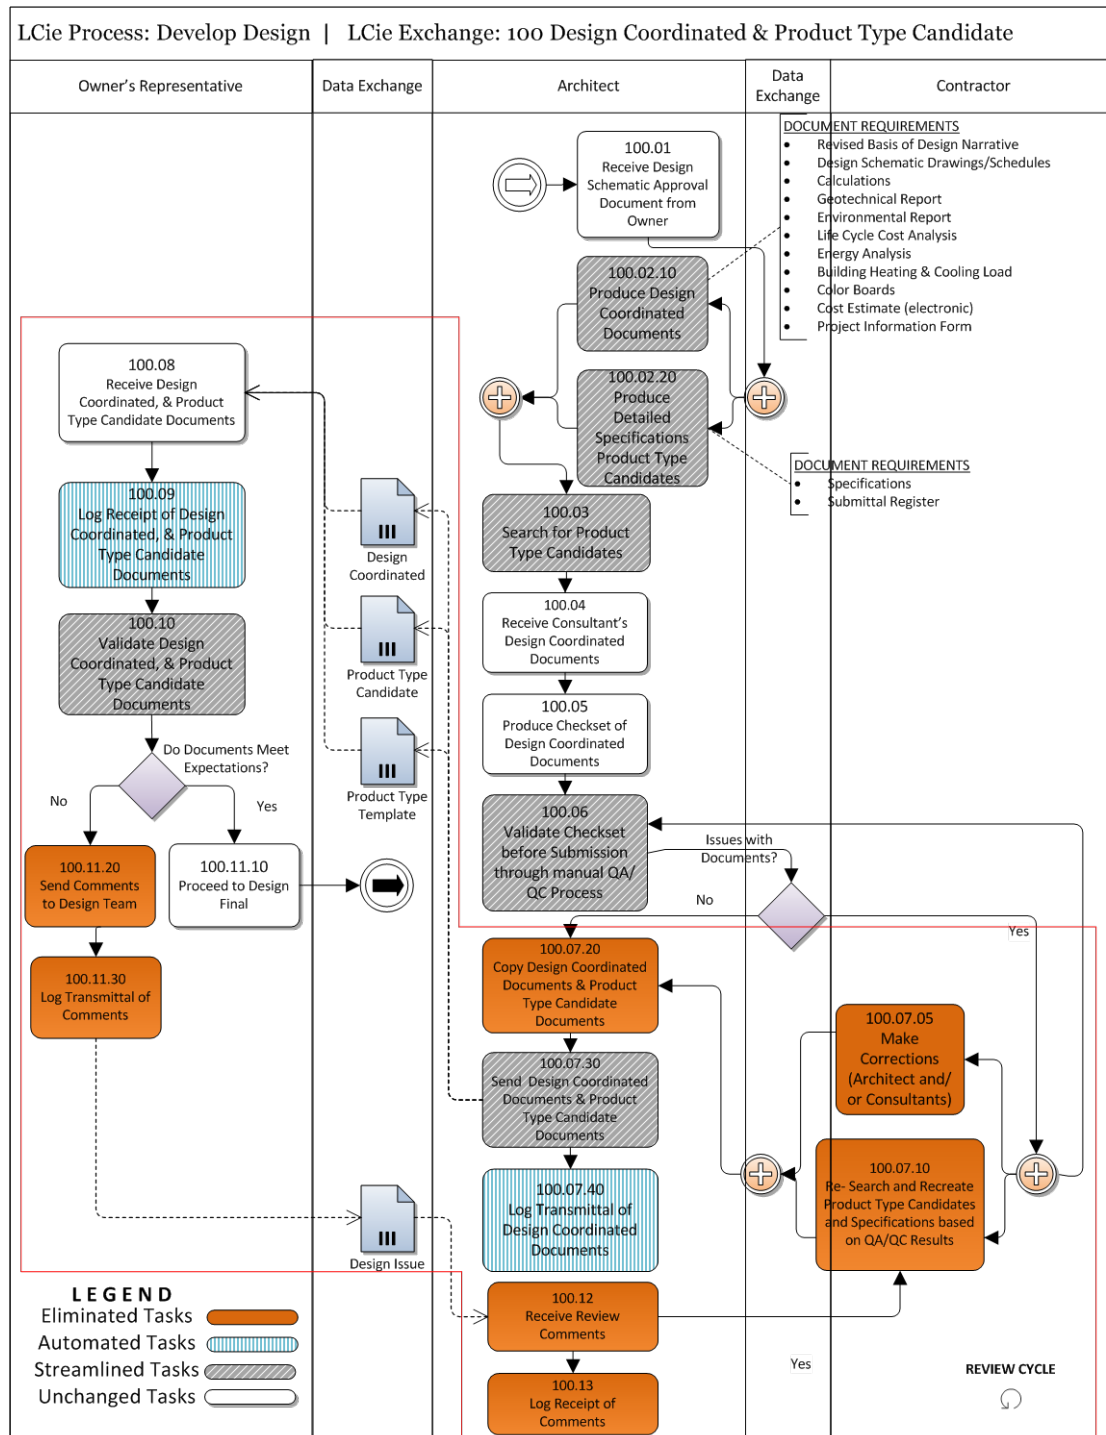 LCie Process: Develop Design | LCie Exchange: 100 Design Coordinated & Product Type Candidate
Owner's Representative
Data Exchange
Architect
Data
Exchange
Contractor
DOCUMENT REQUIREMENTS
• Revised Basis of Design Narrative
• Design Schematic Drawings/Schedules
• Calculations
• Geotechnical Report
• Environmental Report
• Life Cycle Cost Analysis
• Energy Analysis
• Building Heating & Cooling Load
• Color Boards
• Cost Estimate (electronic)
• Project Information Form
100.01
Receive Design
Schematic Approval
Document from
Owner
100.02.10
Produce Design
Coordinated
Documents
100.02.20
Produce
Detailed
Specifications
Product Type
Candidates
DOCUMENT REQUIREMENTS
• Specifications
• Submittal Register
100.03
Search for Product
Type Candidates
100.04
Receive Consultant's
Design Coordinated
Documents
100.05
Produce Checkset of
Design Coordinated
Documents
100.06
Validate Checkset
before Submission
through manual QA/
QC Process
Issues with
Documents?
No
Yes
100.08
Receive Design
Coordinated, & Product
Type Candidate Documents
100.09
Log Receipt of Design
Coordinated, & Product
Type Candidate
Documents
100.10
Validate Design
Coordinated, & Product
Type Candidate
Documents
Do Documents Meet
Expectations?
No
Yes
100.11.20
Send Comments
to Design Team
100.11.10
Proceed to Design
Final
100.11.30
Log Transmittal of
Comments
Design
Coordinated
Product Type
Candidate
Product Type
Template
Design Issue
100.07.20
Copy Design Coordinated
Documents & Product
Type Candidate
Documents
100.07.30
Send Design Coordinated
Documents & Product
Type Candidate
Documents
100.07.40
Log Transmittal of
Design Coordinated
Documents
100.07.05
Make
Corrections
(Architect and/
or Consultants)
100.07.10
Re- Search and Recreate
Product Type Candidates
and Specifications based
on QA/QC Results
100.12
Receive Review
Comments
100.13
Log Receipt of
Comments
Yes
REVIEW CYCLE
LEGEND
Eliminated Tasks
Automated Tasks
Streamlined Tasks
Unchanged Tasks